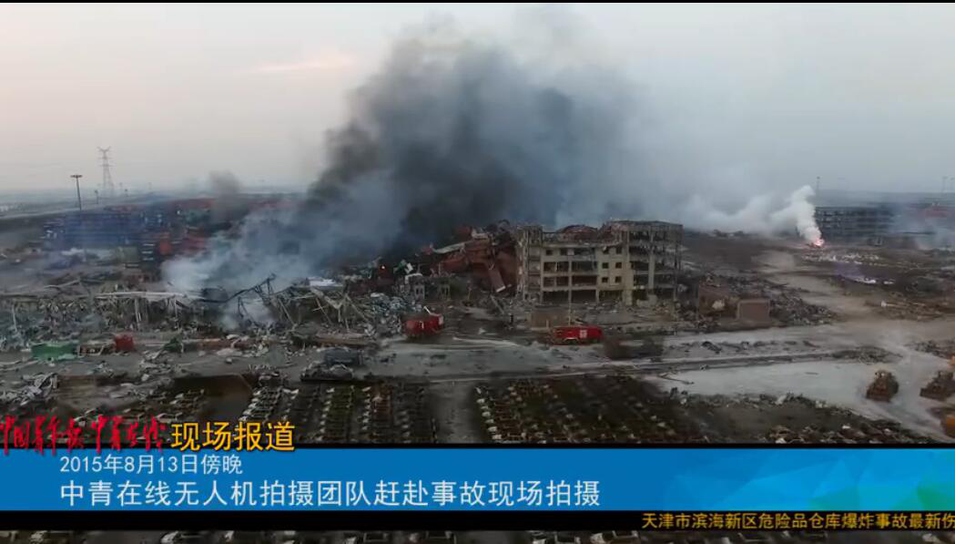 中国青年报 中青在线 现场报道
2015年8月13日傍晚
中青在线无人机拍摄团队赶赴事故现场拍摄
天津市滨海新区危险品仓库爆炸事故最新伤